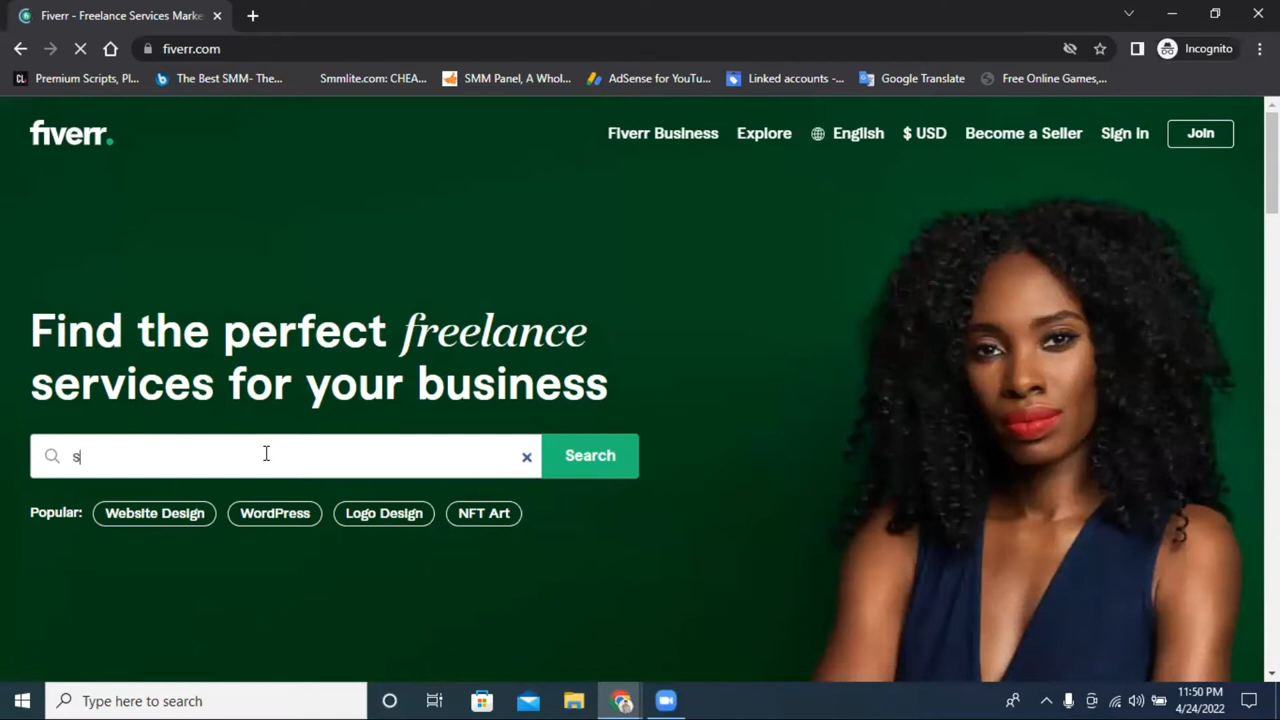 Fiverr - Freelance Services Marke
fiverr.com
Incognito
Premium Scripts, Pl...
The Best SMM- The...
Smmlite.com: CHEA...
SMM Panel, A Whol...
AdSense for YouTu...
Linked accounts -...
Google Translate
Free Online Games,...
fiverr.
Fiverr Business
Explore
English
$ USD
Become a Seller
Sign in
Join
Find the perfect freelance
services for your business
s
Search
Popular:
Website Design
WordPress
Logo Design
NFT Art
Type here to search
11:50 PM
4/24/2022